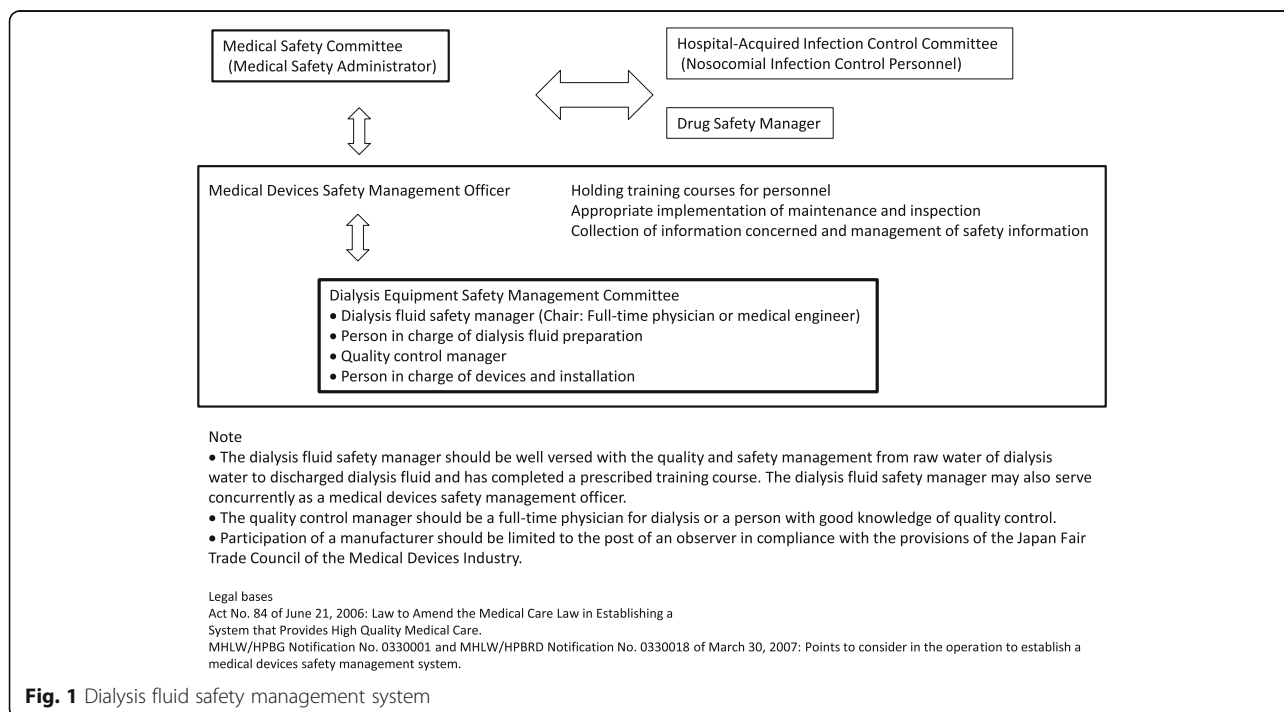 Medical Safety Committee
(Medical Safety Administrator)
Hospital-Acquired Infection Control Committee
(Nosocomial Infection Control Personnel)
Drug Safety Manager
Medical Devices Safety Management Officer
Holding training courses for personnel
Appropriate implementation of maintenance and inspection
Collection of information concerned and management of safety information
Dialysis Equipment Safety Management Committee
• Dialysis fluid safety manager (Chair: Full-time physician or medical engineer)
• Person in charge of dialysis fluid preparation
• Quality control manager
• Person in charge of devices and installation
Note
• The dialysis fluid safety manager should be well versed with the quality and safety management from raw water of dialysis
water to discharged dialysis fluid and has completed a prescribed training course. The dialysis fluid safety manager may also serve
concurrently as a medical devices safety management officer.
• The quality control manager should be a full-time physician for dialysis or a person with good knowledge of quality control.
• Participation of a manufacturer should be limited to the post of an observer in compliance with the provisions of the Japan Fair
Trade Council of the Medical Devices Industry.
Legal bases
Act No. 84 of June 21, 2006: Law to Amend the Medical Care Law in Establishing a
System that Provides High Quality Medical Care.
MHLW/HPBG Notification No. 0330001 and MHLW/HPBRD Notification No. 0330018 of March 30, 2007: Points to consider in the operation to establish a
medical devices safety management system.
Fig. 1 Dialysis fluid safety management system